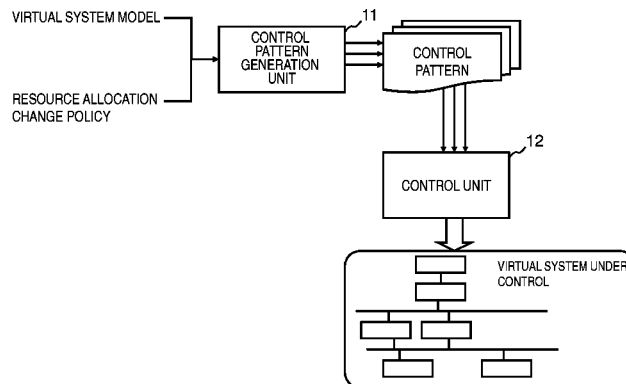 VIRTUAL SYSTEM MODEL
RESOURCE ALLOCATION
CHANGE POLICY
11
CONTROL
PATTERN
GENERATION
UNIT
CONTROL
PATTERN
12
CONTROL UNIT
VIRTUAL SYSTEM UNDER
CONTROL